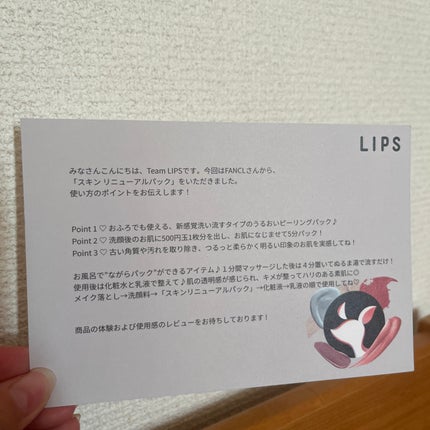 LIPS
みなさんこんにちは、Team LIPSです。今回はFANCLさんから、
「スキン リニューアルパック」をいただきました。
使い方のポイントをお伝えします！
Point 1 ♡ おふろでも使える、新感覚洗い流すタイプのうるおいピーリングパック♪
Point 2 ♡ 洗顔後のお肌に500円玉1枚分を出し、お肌になじませて5分パック！
Point 3 ♡ 古い角質や汚れを取り除き、つるっと柔らかく明るい印象のお肌を実感してね！
お風呂で"ながらパック"ができるアイテム♪１分間マッサージした後は４分置いてぬるま湯で流すだけ！
使用後は化粧水と乳液で整えて♪肌の透明感が感じられ、キメが整ってハリのある素肌に◎
メイク落とし→洗顔料→「スキンリニューアルパック」→化粧液→乳液の順で使用してね♡
商品の体験および使用感のレビューをお待ちしております！